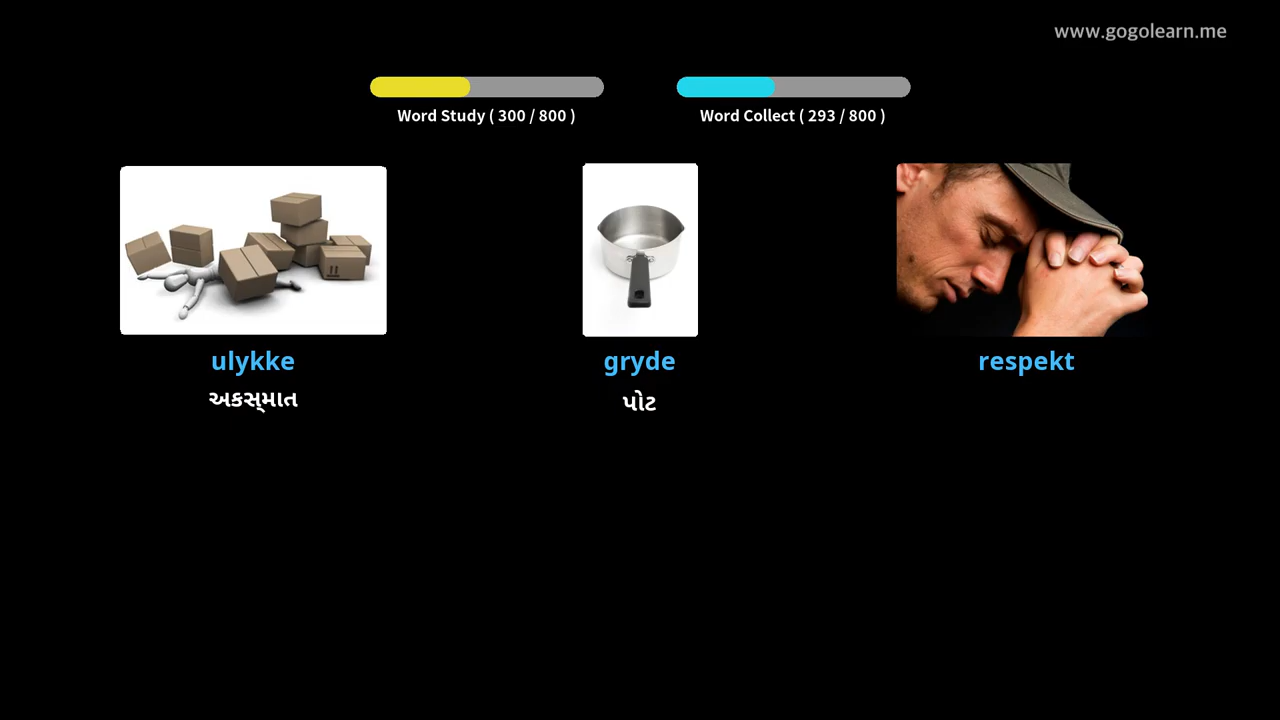 www.gogolearn.me
Word Study ( 300 / 800 )
Word Collect ( 293 / 800 )
ulykke
gryde
respekt
અકસ્માત
પોટ